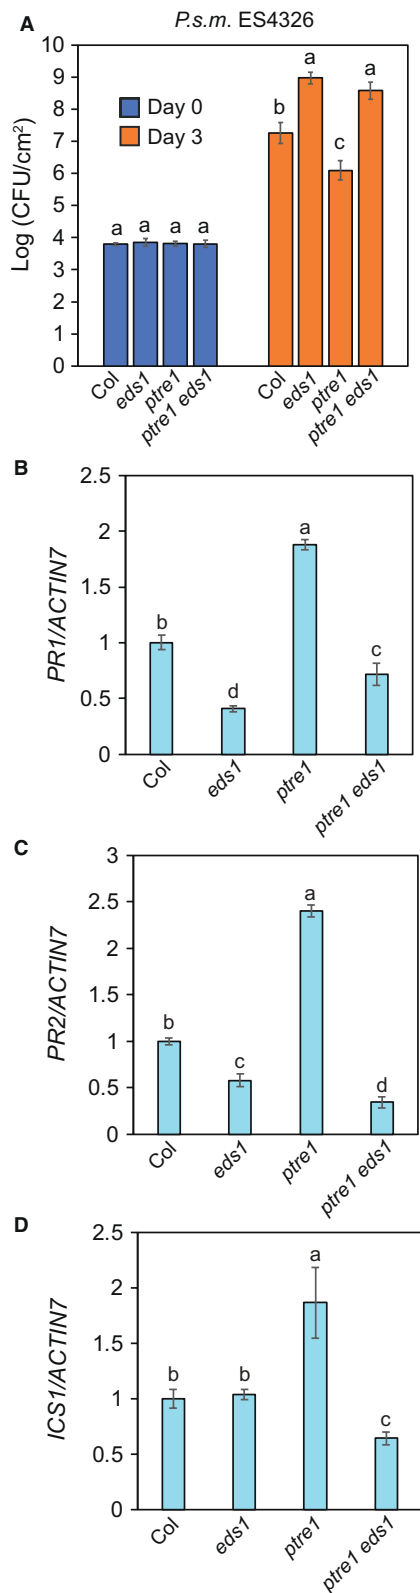 A
P.s.m. ES4326
10
9
8
7
6
5
4
3
2
1
0
Log (CFU/cm²)
Day 0
Day 3
a
a
a
a
b
a
c
a
Col
eds1
ptre1
ptre1 eds1
Col
eds1
ptre1
ptre1 eds1
B
2.5
2
1.5
1
0.5
0
PR1/ACTIN7
b
d
a
c
Col
eds1
ptre1
ptre1 eds1
C
3
2.5
2
1.5
1
0.5
0
PR2/ACTIN7
b
c
a
d
Col
eds1
ptre1
ptre1 eds1
D
2.5
2
1.5
1
0.5
0
ICS1/ACTIN7
b
b
a
c
Col
eds1
ptre1
ptre1 eds1